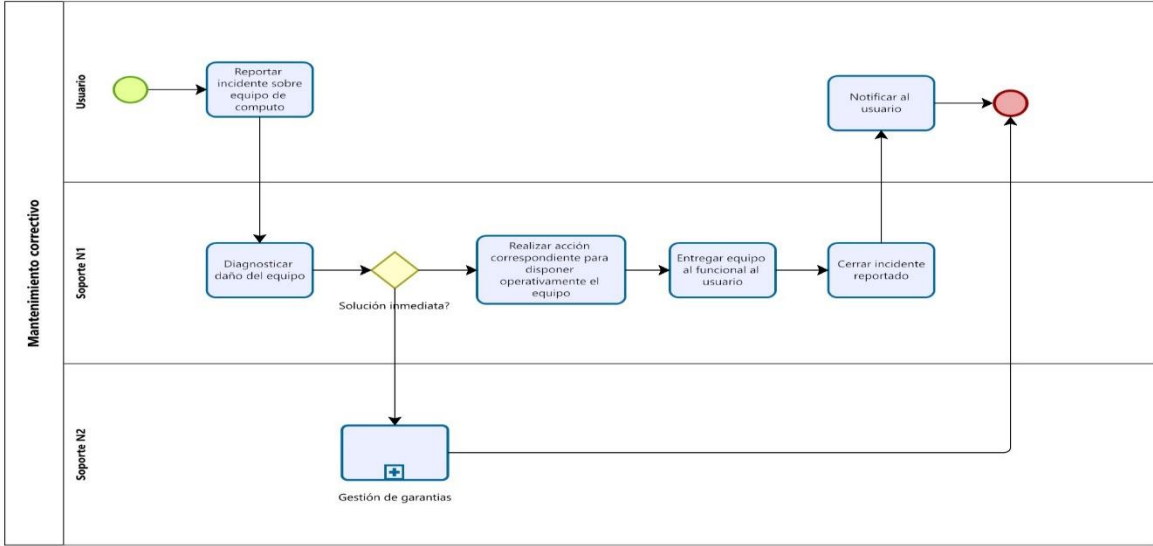 Mantenimiento correctivo
Usuario
Reportar
incidente sobre
equipo de
computo
Notificar al
usuario
Soporte N1
Diagnosticar
daño del equipo
Solución inmediata?
Realizar acción
correspondiente para
disponer
operativamente el
equipo
Entregar equipo
al funcional al
usuario
Cerrar incidente
reportado
Soporte N2
Gestión de garantias